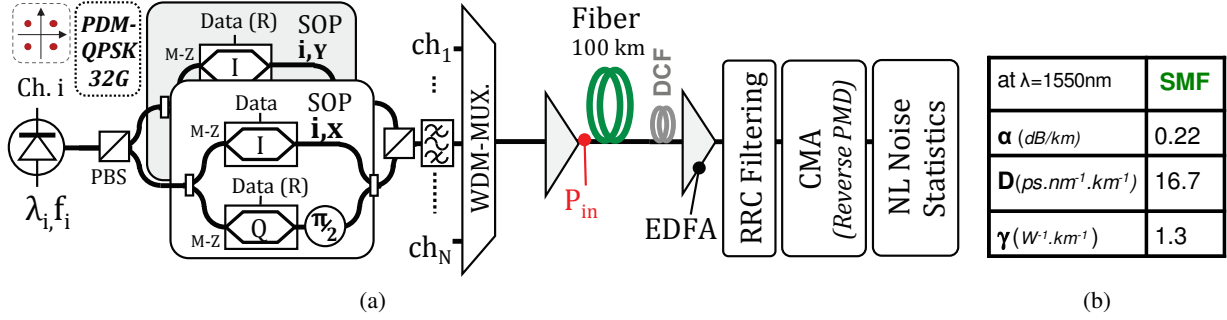 PDM-
QPSK
32G
Ch. i
λi,fi
PBS
Data (R)
SOP
i,Y
M-Z
I
Data
SOP
i,X
M-Z
I
Data (R)
M-Z
Q
π/2
ch1
chN
WDM-MUX.
Pin
Fiber
100 km
DCF
EDFA
RRC Filtering
CMA
(Reverse PMD)
NL Noise
Statistics
at λ=1550nm SMF
α (dB/km) 0.22
D(ps.nm-1.km-1) 16.7
γ(W-1.km-1) 1.3
(a)
(b)